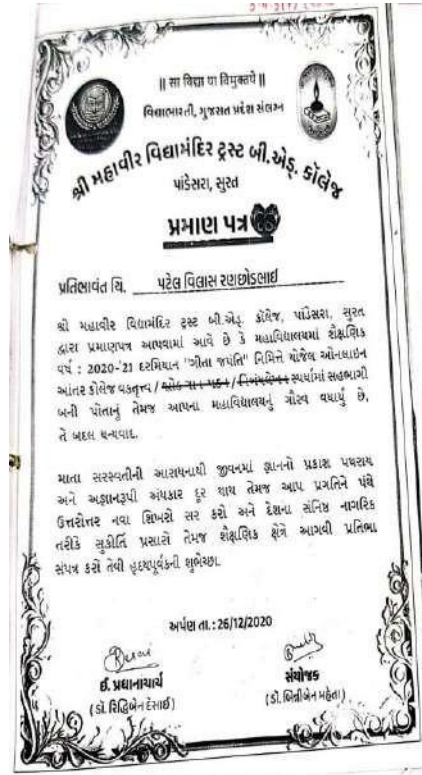 || सा विद्या या विमुक्तये ||
વિદ્યાભારતી, ગુજરાત પ્રદેશ સંલગ્ન
શ્રી મહાવીર વિદ્યામંદિર ટ્રસ્ટ બી.એડ્. કૉલેજ
પાંડેસરા, સુરત
પ્રમાણ પત્ર
પ્રતિભાવંત ચિ. પટેલ વિલાસ રણછોડભાઈ
શ્રી મહાવીર વિદ્યામંદિર ટ્રસ્ટ બી.એડ્. કૉલેજ, પાંડેસરા, સુરત
દ્વારા પ્રમાણપત્ર આપવામાં આવે છે કે મહાવિદ્યાલયમાં શૈક્ષણિક
વર્ષ : 2020-21 દરમિયાન "ગીતા જયંતિ" નિમિત્તે યોજેલ ઓનલાઇન
આંતર કૉલેજ વકતૃત્વ / શ્લોક ગાન / નિબંધલેખન સ્પર્ધામાં સહભાગી
બની પોતાનું તેમજ આપના મહાવિદ્યાલયનું ગૌરવ વધાર્યું છે,
તે બદલ ધન્યવાદ.
માતા સરસ્વતીની આરાધનાથી જીવનમાં જ્ઞાનનો પ્રકાશ પથરાય
અને અજ્ઞાનરૂપી અંધકાર દૂર થાય તેમજ આપ પ્રગતિને પંથે
ઉત્તરોત્તર નવા શિખરો સર કરો અને દેશના સંનિષ્ઠ નાગરિક
તરીકે સુકીર્તિ પ્રસારો તેમજ શૈક્ષણિક ક્ષેત્રે આગવી પ્રતિભા
સંપન્ન કરો તેવી હૃદયપૂર્વકની શુભેચ્છા.
અર્પણ તા. : 26/12/2020
ઈ. પ્રધાનાચાર્ય
સંયોજક
(ડૉ. રિદ્ધિબેન દેસાઈ)
(ડૉ. બિન્નીબેન મહેતા)